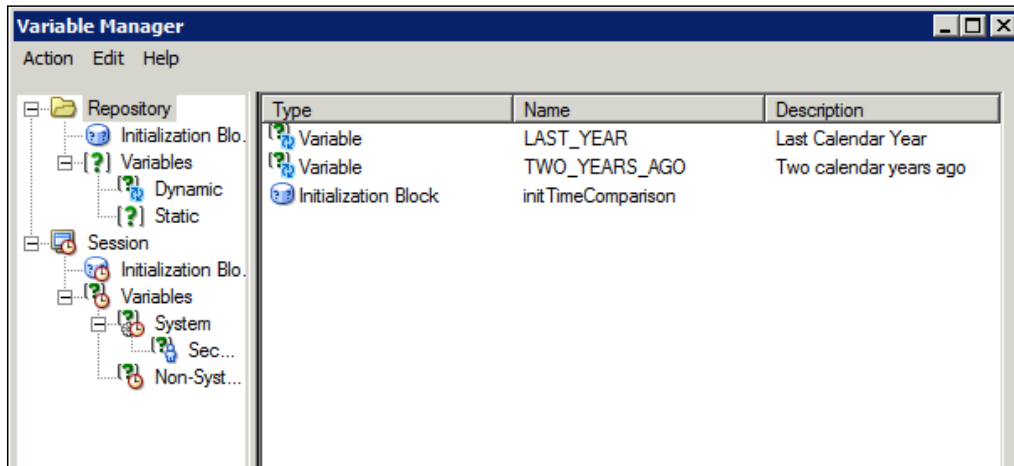 Variable Manager
Action Edit Help
Repository
Initialization Blo.
Variables
Dynamic
Static
Session
Initialization Blo.
Variables
System
Sec...
Non-Syst...
Type Name Description
Variable LAST_YEAR Last Calendar Year
Variable TWO_YEARS_AGO Two calendar years ago
Initialization Block initTimeComparison